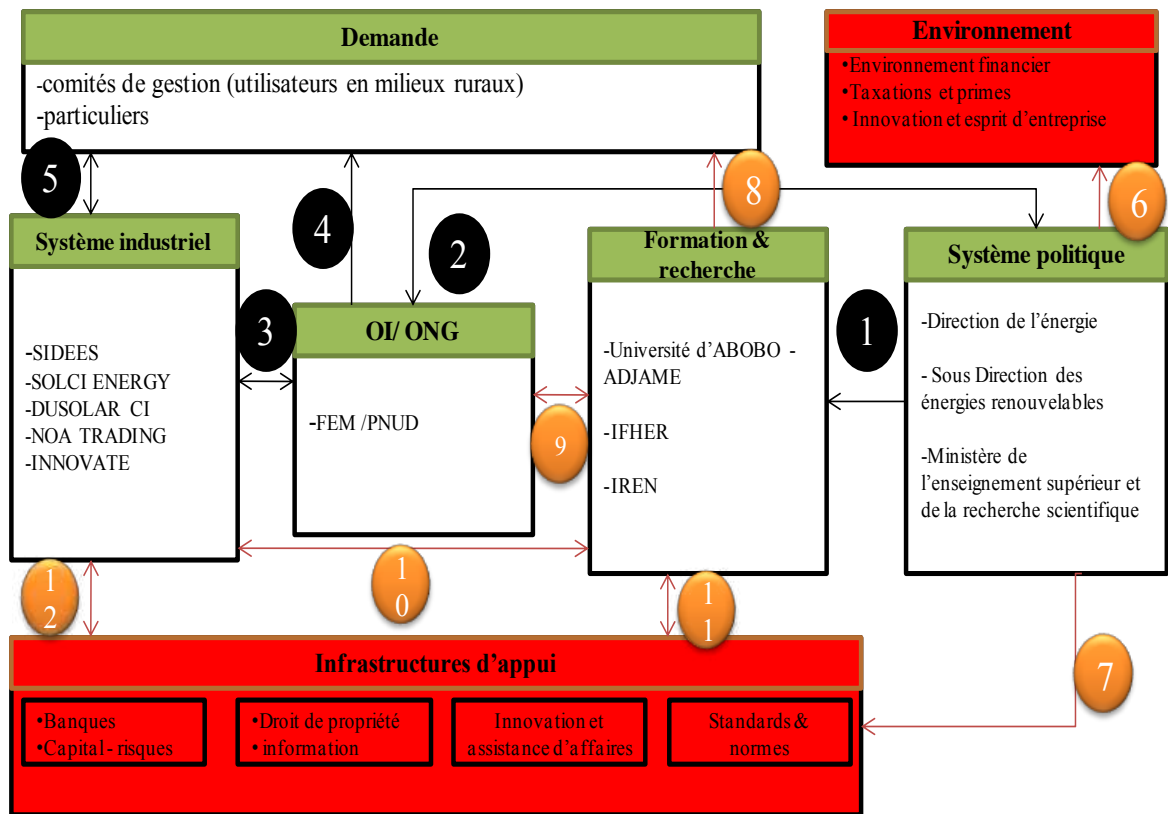 Demande
-comités de gestion (utilisateurs en milieux ruraux)
-particuliers
Environnement
•Environnement financier
•Taxations et primes
• Innovation et esprit d'entreprise
5
4
2
8
6
Système industriel
-SIDEES
-SOLCI ENERGY
-DUSOLAR CI
-NOA TRADING
-INNOVATE
3
OI/ ONG
-FEM /PNUD
9
Formation &
recherche
-Université d'ABOBO -
ADJAME
-IFHER
-IREN
1
Système politique
-Direction de l'énergie
- Sous Direction des
énergies renouvelables
-Ministère de
l'enseignement supérieur et
de la recherche scientifique
1
2
1
0
1
1
7
Infrastructures d'appui
•Banques
•Capital - risques
•Droit de propriété
• information
Innovation et
assistance d'affaires
Standards &
normes